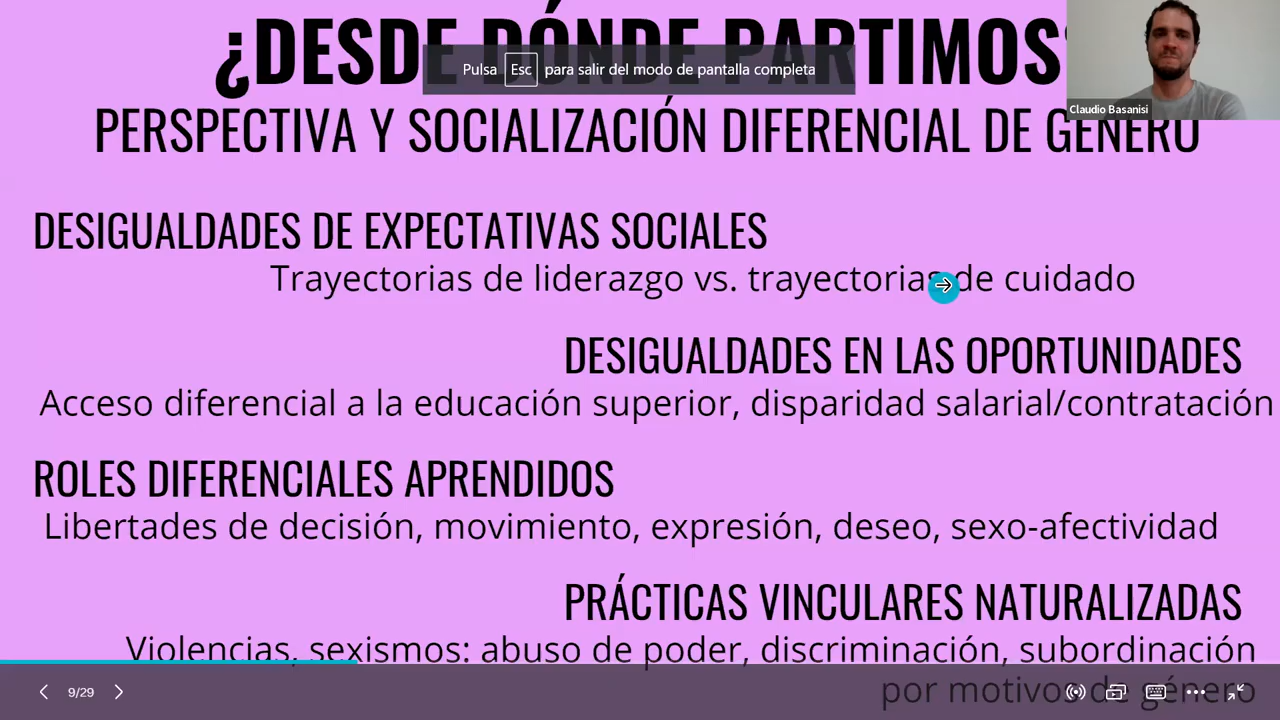 ¿DESDE DÓNDE PARTIMOS?
Pulsa Esc para salir del modo de pantalla completa
Claudio Basanisi
PERSPECTIVA Y SOCIALIZACIÓN DIFERENCIAL DE GÉNERO
DESIGUALDADES DE EXPECTATIVAS SOCIALES
Trayectorias de liderazgo vs. trayectorias de cuidado
DESIGUALDADES EN LAS OPORTUNIDADES
Acceso diferencial a la educación superior, disparidad salarial/contratación
ROLES DIFERENCIALES APRENDIDOS
Libertades de decisión, movimiento, expresión, deseo, sexo-afectividad
PRÁCTICAS VINCULARES NATURALIZADAS
Violencias, sexismos: abuso de poder, discriminación, subordinación
por motivos de género
9/29